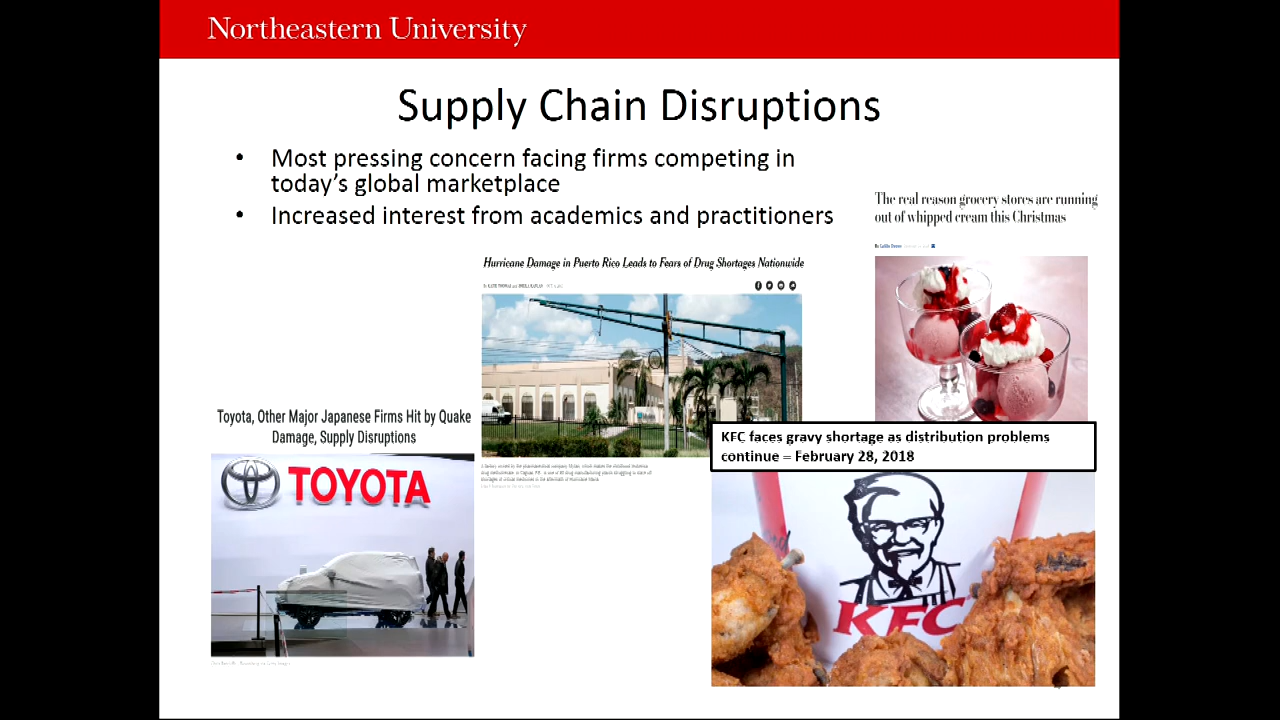 Northeastern University
Supply Chain Disruptions
• Most pressing concern facing firms competing in
today's global marketplace
• Increased interest from academics and practitioners
The real reason grocery stores are running
out of whipped cream this Christmas
Hurricane Damage in Puerto Rico Leads to Fears of Drug Shortages Nationwide
Toyota, Other Major Japanese Firms Hit by Quake
Damage, Supply Disruptions
TOYOTA
KFC faces gravy shortage as distribution problems
continue – February 28, 2018
KFC